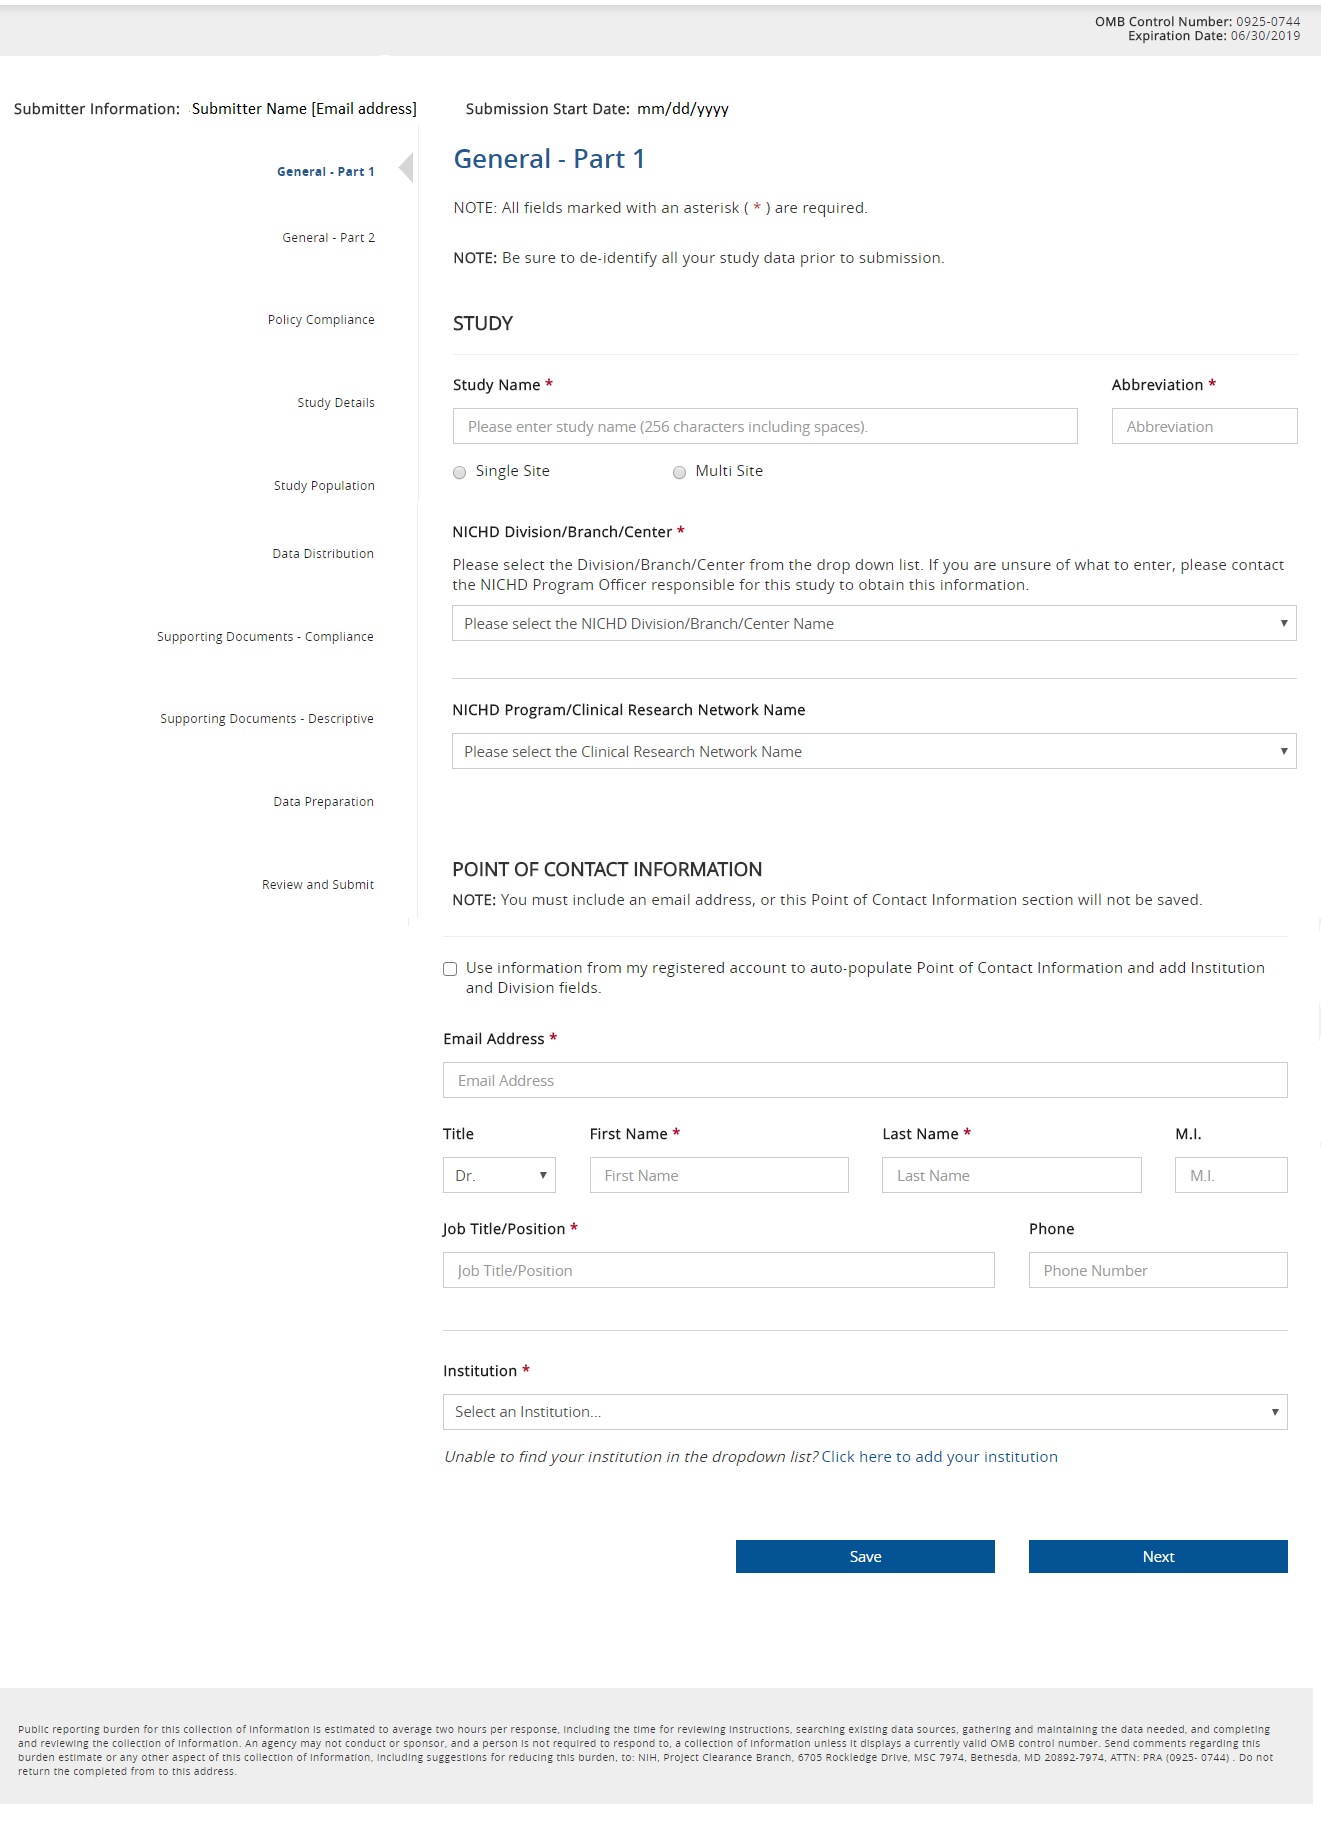 OMB Control Number: 0925-0744
Expiration Date: 06/30/2019
Submitter Information: Submitter Name [Email address] Submission Start Date: mm/dd/yyyy
General - Part 1
General - Part 2
Policy Compliance
Study Details
Study Population
Data Distribution
Supporting Documents - Compliance
Supporting Documents - Descriptive
Data Preparation
Review and Submit
General - Part 1
NOTE: All fields marked with an asterisk ( * ) are required.
NOTE: Be sure to de-identify all your study data prior to submission.
STUDY
Study Name * Abbreviation *
Please enter study name (256 characters including spaces). Abbreviation
Single Site Multi Site
NICHD Division/Branch/Center *
Please select the Division/Branch/Center from the drop down list. If you are unsure of what to enter, please contact
the NICHD Program Officer responsible for this study to obtain this information.
Please select the NICHD Division/Branch/Center Name
NICHD Program/Clinical Research Network Name
Please select the Clinical Research Network Name
POINT OF CONTACT INFORMATION
NOTE: You must include an email address, or this Point of Contact Information section will not be saved.
Use information from my registered account to auto-populate Point of Contact Information and add Institution
and Division fields.
Email Address *
Email Address
Title First Name * Last Name * M.I.
Dr. First Name Last Name M.I.
Job Title/Position * Phone
Job Title/Position Phone Number
Institution *
Select an Institution...
Unable to find your institution in the dropdown list? Click here to add your institution
Save Next
Public reporting burden for this collection of information is estimated to average two hours per response, including the time for reviewing instructions, searching existing data sources, gathering and maintaining the data needed, and completing
and reviewing the collection of information. An agency may not conduct or sponsor, and a person is not required to respond to, a collection of information unless it displays a currently valid OMB control number. Send comments regarding this
burden estimate or any other aspect of this collection of information, including suggestions for reducing this burden, to: NIH, Project Clearance Branch, 6705 Rockledge Drive, MSC 7974, Bethesda, MD 20892-7974, ATTN: PRA (0925- 0744) . Do not
return the completed from to this address.